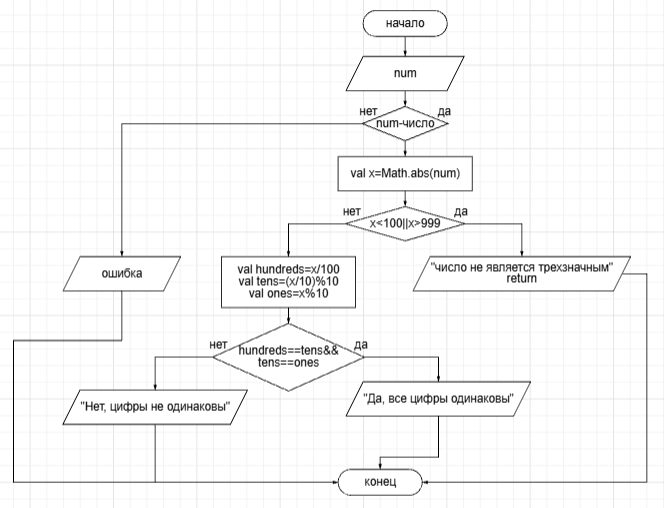 начало
num
нет
да
num-число
val x=Math.abs(num)
нет
да
x<100||x>999
ошибка
val hundreds=x/100
val tens=(x/10)%10
val ones=x%10
"число не является трехзначным"
return
нет
да
hundreds==tens&&
tens==ones
"Нет, цифры не одинаковы"
"Да, все цифры одинаковы"
конец